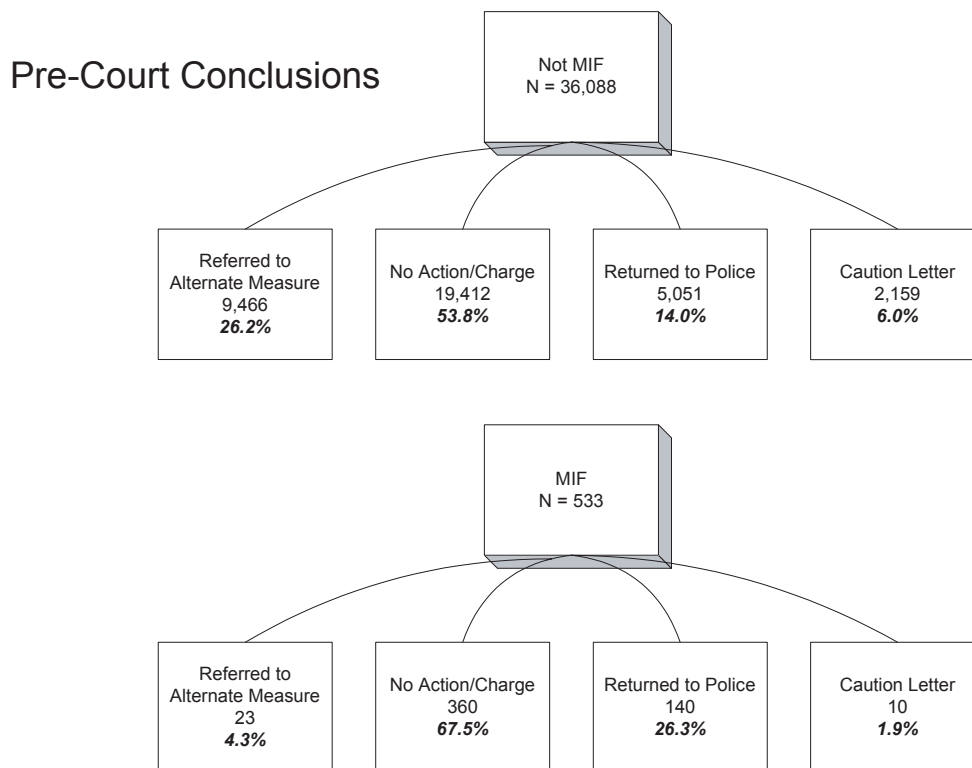 Pre-Court Conclusions
Not MIF
N = 36,088
Referred to
Alternate Measure
9,466
26.2%
No Action/Charge
19,412
53.8%
Returned to Police
5,051
14.0%
Caution Letter
2,159
6.0%
MIF
N = 533
Referred to
Alternate Measure
23
4.3%
No Action/Charge
360
67.5%
Returned to Police
140
26.3%
Caution Letter
10
1.9%